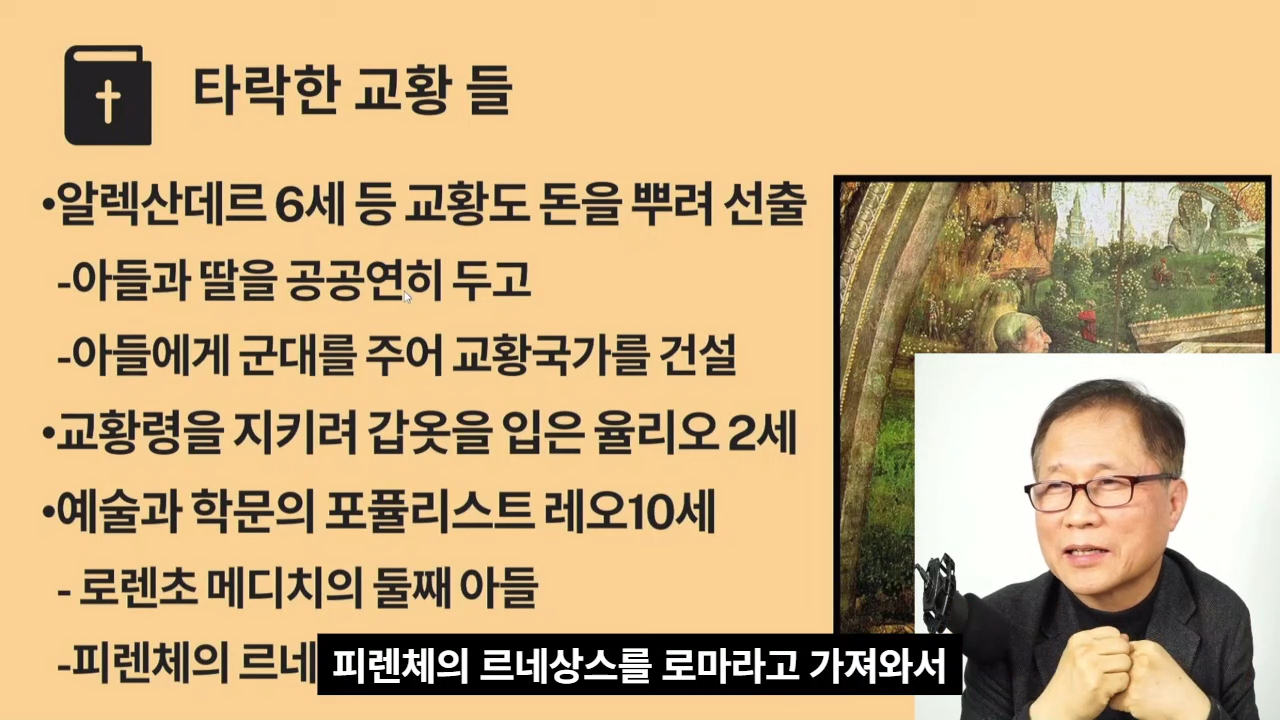 타락한 교황 들
•알렉산데르 6세 등 교황도 돈을 뿌려 선출
-아들과 딸을 공공연히 두고
-아들에게 군대를 주어 교황국가를 건설
•교황령을 지키려 갑옷을 입은 율리오 2세
•예술과 학문의 포퓰리스트 레오10세
- 로렌초 메디치의 둘째 아들
-피렌체의 르네
피렌체의 르네상스를 로마라고 가져와서